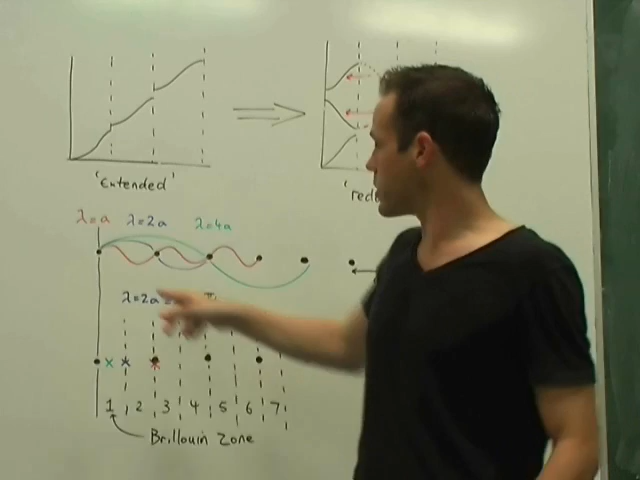 'Extended'
λ=a λ=2a λ=4a
λ=2a
1 2 3 4 5 6 7
Brillouin Zone